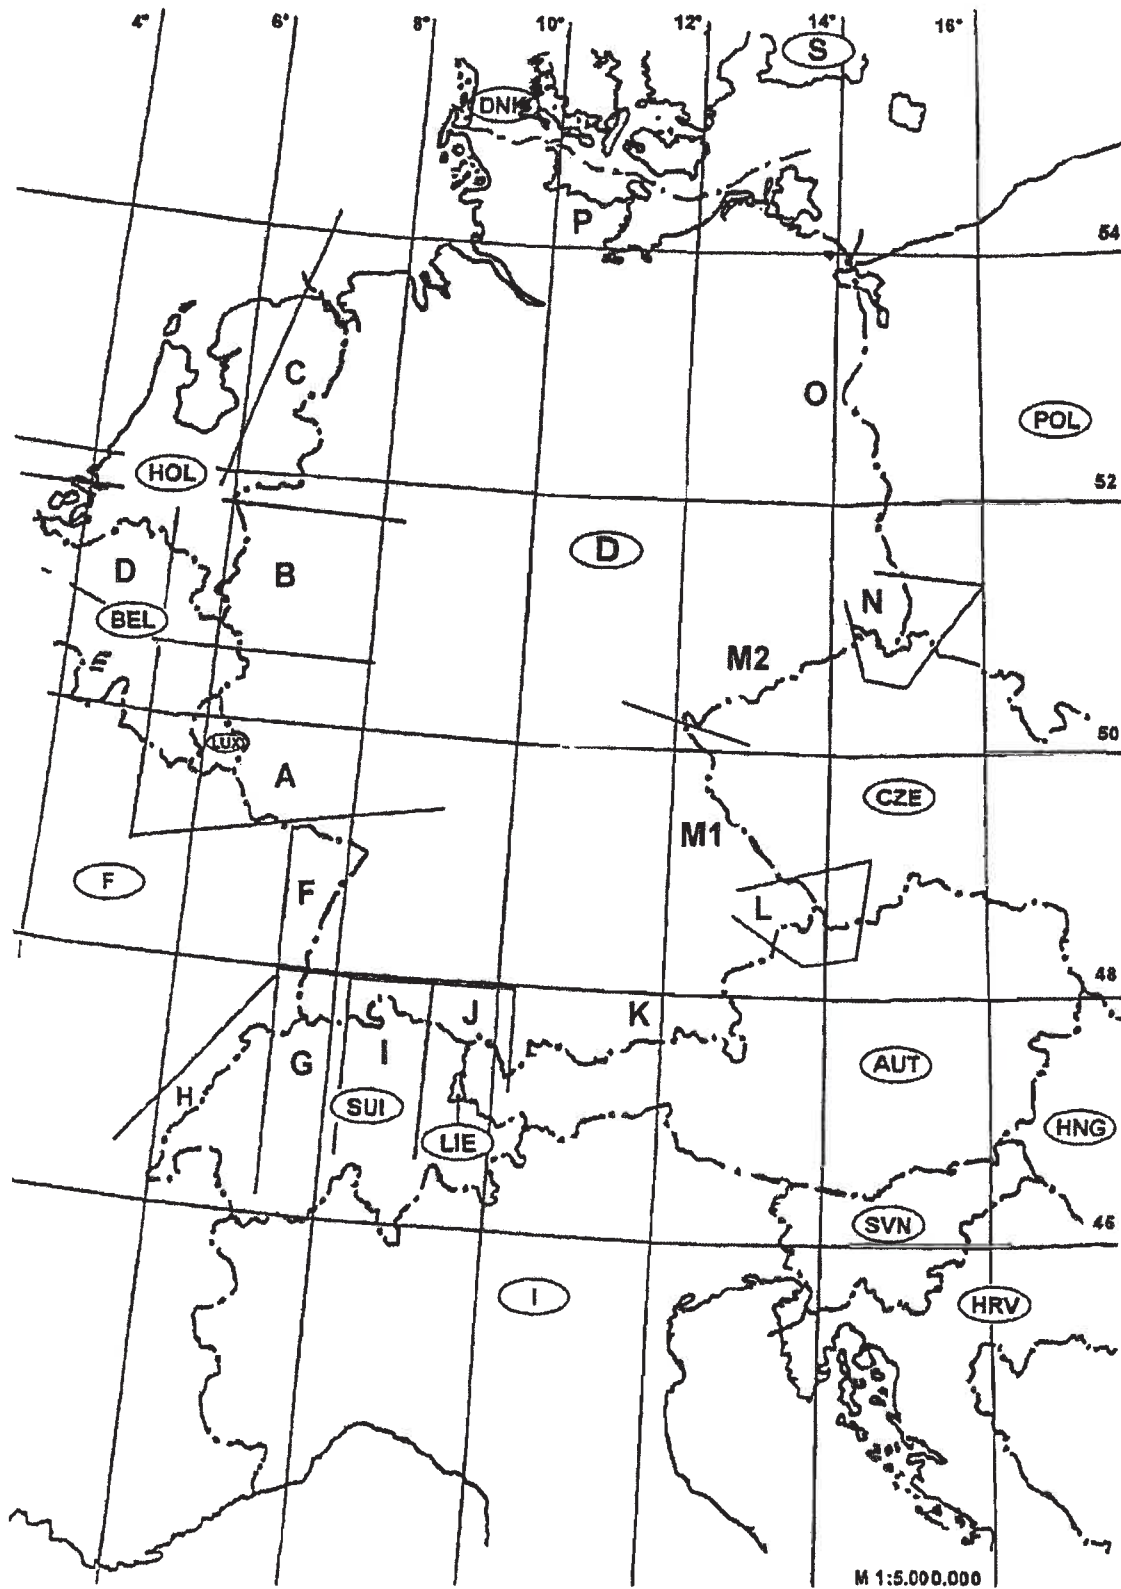 4° 6° 8° 10° 12° 14° 16°
S
DNK
P
54
C
O
POL
HOL
52
D
B
D
N
BEL
M2
LUX
50
A
CZE
M1
F
F
L
48
J
K
G
I
AUT
H
SUI
HNG
LIE
SVN
46
I
HRV
M 1:5.000.000